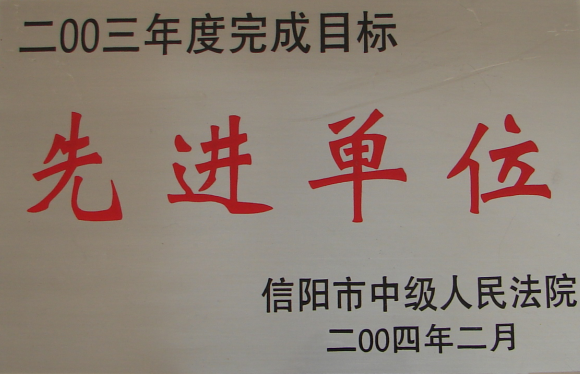 二00三年度完成目标
先进单位
信阳市中级人民法院
二00四年二月